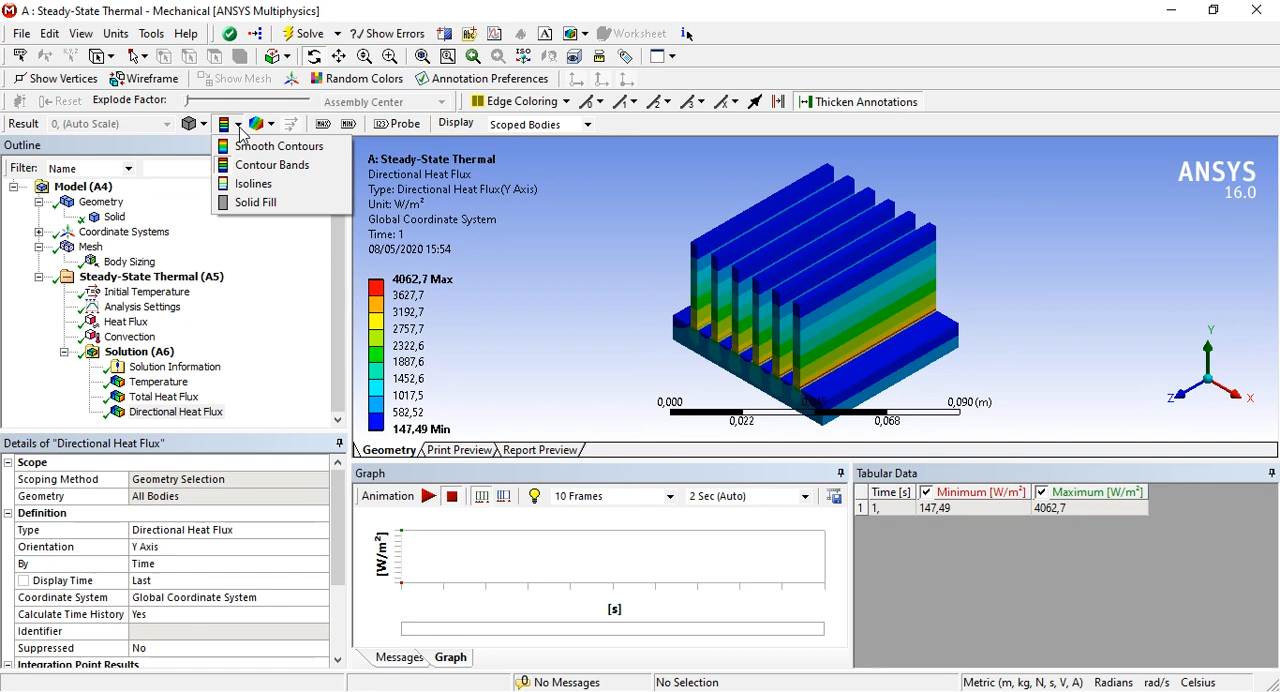 A : Steady-State Thermal - Mechanical [ANSYS Multiphysics]
File Edit View Units Tools Help Solve ?/ Show Errors Worksheet
Show Vertices Wireframe Show Mesh Random Colors Annotation Preferences
Reset Explode Factor: Assembly Center Edge Coloring Thicken Annotations
Result 0, (Auto Scale) MAX MIN Probe Display Scoped Bodies
Smooth Contours
Contour Bands
Isolines
Solid Fill
Outline
Filter: Name
Model (A4)
Geometry
Solid
Coordinate Systems
Mesh
Body Sizing
Steady-State Thermal (A5)
Initial Temperature
Analysis Settings
Heat Flux
Convection
Solution (A6)
Solution Information
Temperature
Total Heat Flux
Directional Heat Flux
A: Steady-State Thermal
Directional Heat Flux
Type: Directional Heat Flux(Y Axis)
Unit: W/m²
Global Coordinate System
Time: 1
08/05/2020 15:54
4062,7 Max
3627,7
3192,7
2757,7
2322,6
1887,6
1452,6
1017,5
582,52
147,49 Min
ANSYS
16.0
Y
Z
X
0,000 0,045 0,090 (m)
0,022 0,068
Geometry Print Preview Report Preview
Details of "Directional Heat Flux"
Scope
Scoping Method Geometry Selection
Geometry All Bodies
Definition
Type Directional Heat Flux
Orientation Y Axis
By Time
Display Time Last
Coordinate System Global Coordinate System
Calculate Time History Yes
Identifier
Suppressed No
Integration Point Results
Graph
Animation 10 Frames 2 Sec (Auto)
[W/m²]
[s]
Messages Graph
Tabular Data
Time [s] Minimum [W/m²] Maximum [W/m²]
1 1, 147,49 4062,7
No Messages No Selection Metric (m, kg, N, s, V, A) Radians rad/s Celsius